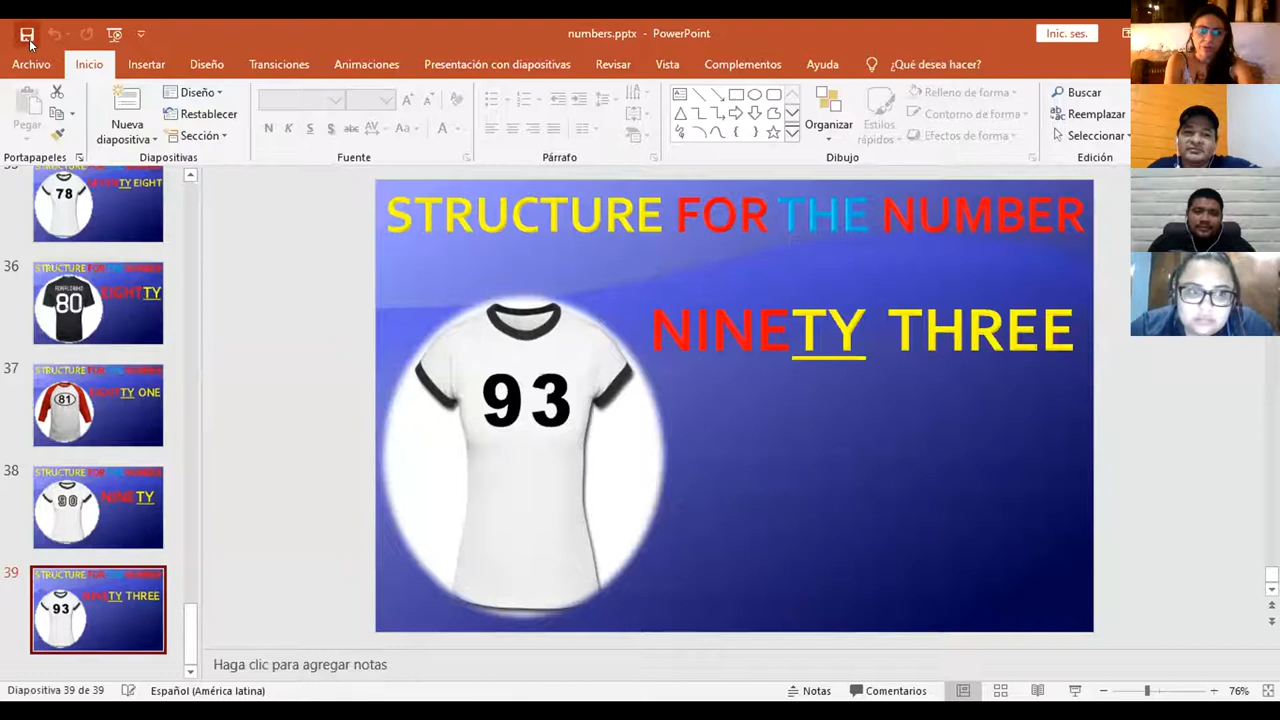 numbers.pptx - PowerPoint
Inic. ses.
Archivo Inicio Insertar Diseño Transiciones Animaciones Presentación con diapositivas Revisar Vista Complementos Ayuda ¿Qué desea hacer?
Pegar
Nueva
diapositiva
Diseño
Restablecer
Sección
N K S abc AV Aa A
Organizar
Estilos
rápidos
Relleno de forma
Contorno de forma
Efectos de forma
Buscar
Reemplazar
Seleccionar
Portapapeles Diapositivas Fuente Párrafo Dibujo Edición
78
TY EIGHT
36
STRUCTURE FOR THE NUMBER
80
EIGHTY
37
STRUCTURE FOR THE NUMBER
81
EIGHTY ONE
38
STRUCTURE FOR THE NUMBER
90
NINETY
39
STRUCTURE FOR THE NUMBER
93
NINETY THREE
STRUCTURE FOR THE NUMBER
NINETY THREE
93
Haga clic para agregar notas
Diapositiva 39 de 39 Español (América latina) Notas Comentarios 76%